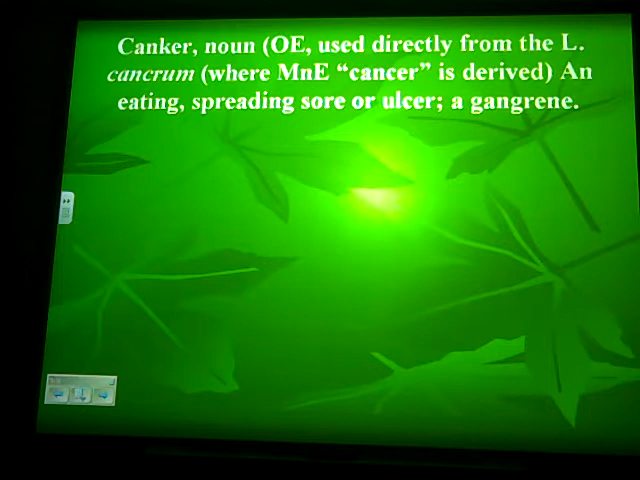 Canker, noun (OE, used directly from the L.
cancrum (where MnE “cancer” is derived) An
eating, spreading sore or ulcer; a gangrene.